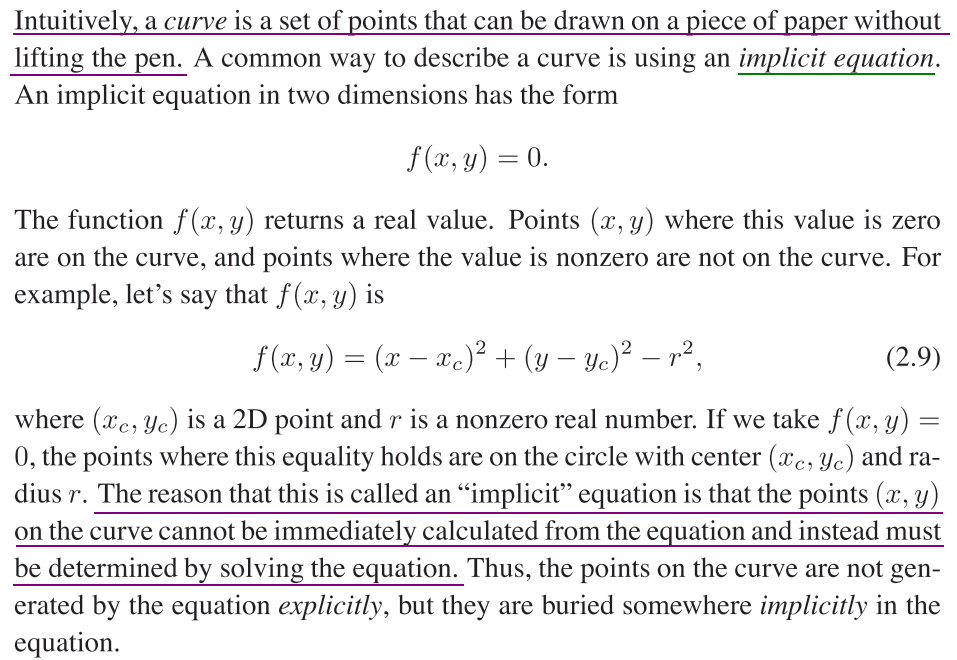 Intuitively, a curve is a set of points that can be drawn on a piece of paper without
lifting the pen. A common way to describe a curve is using an implicit equation.
An implicit equation in two dimensions has the form
f(x, y) = 0.
The function f(x, y) returns a real value. Points (x, y) where this value is zero
are on the curve, and points where the value is nonzero are not on the curve. For
example, let’s say that f(x, y) is
f(x, y) = (x − x_c)² + (y − y_c)² − r², (2.9)
where (x_c, y_c) is a 2D point and r is a nonzero real number. If we take f(x, y) =
0, the points where this equality holds are on the circle with center (x_c, y_c) and ra-
dius r. The reason that this is called an “implicit” equation is that the points (x, y)
on the curve cannot be immediately calculated from the equation and instead must
be determined by solving the equation. Thus, the points on the curve are not gen-
erated by the equation explicitly, but they are buried somewhere implicitly in the
equation.